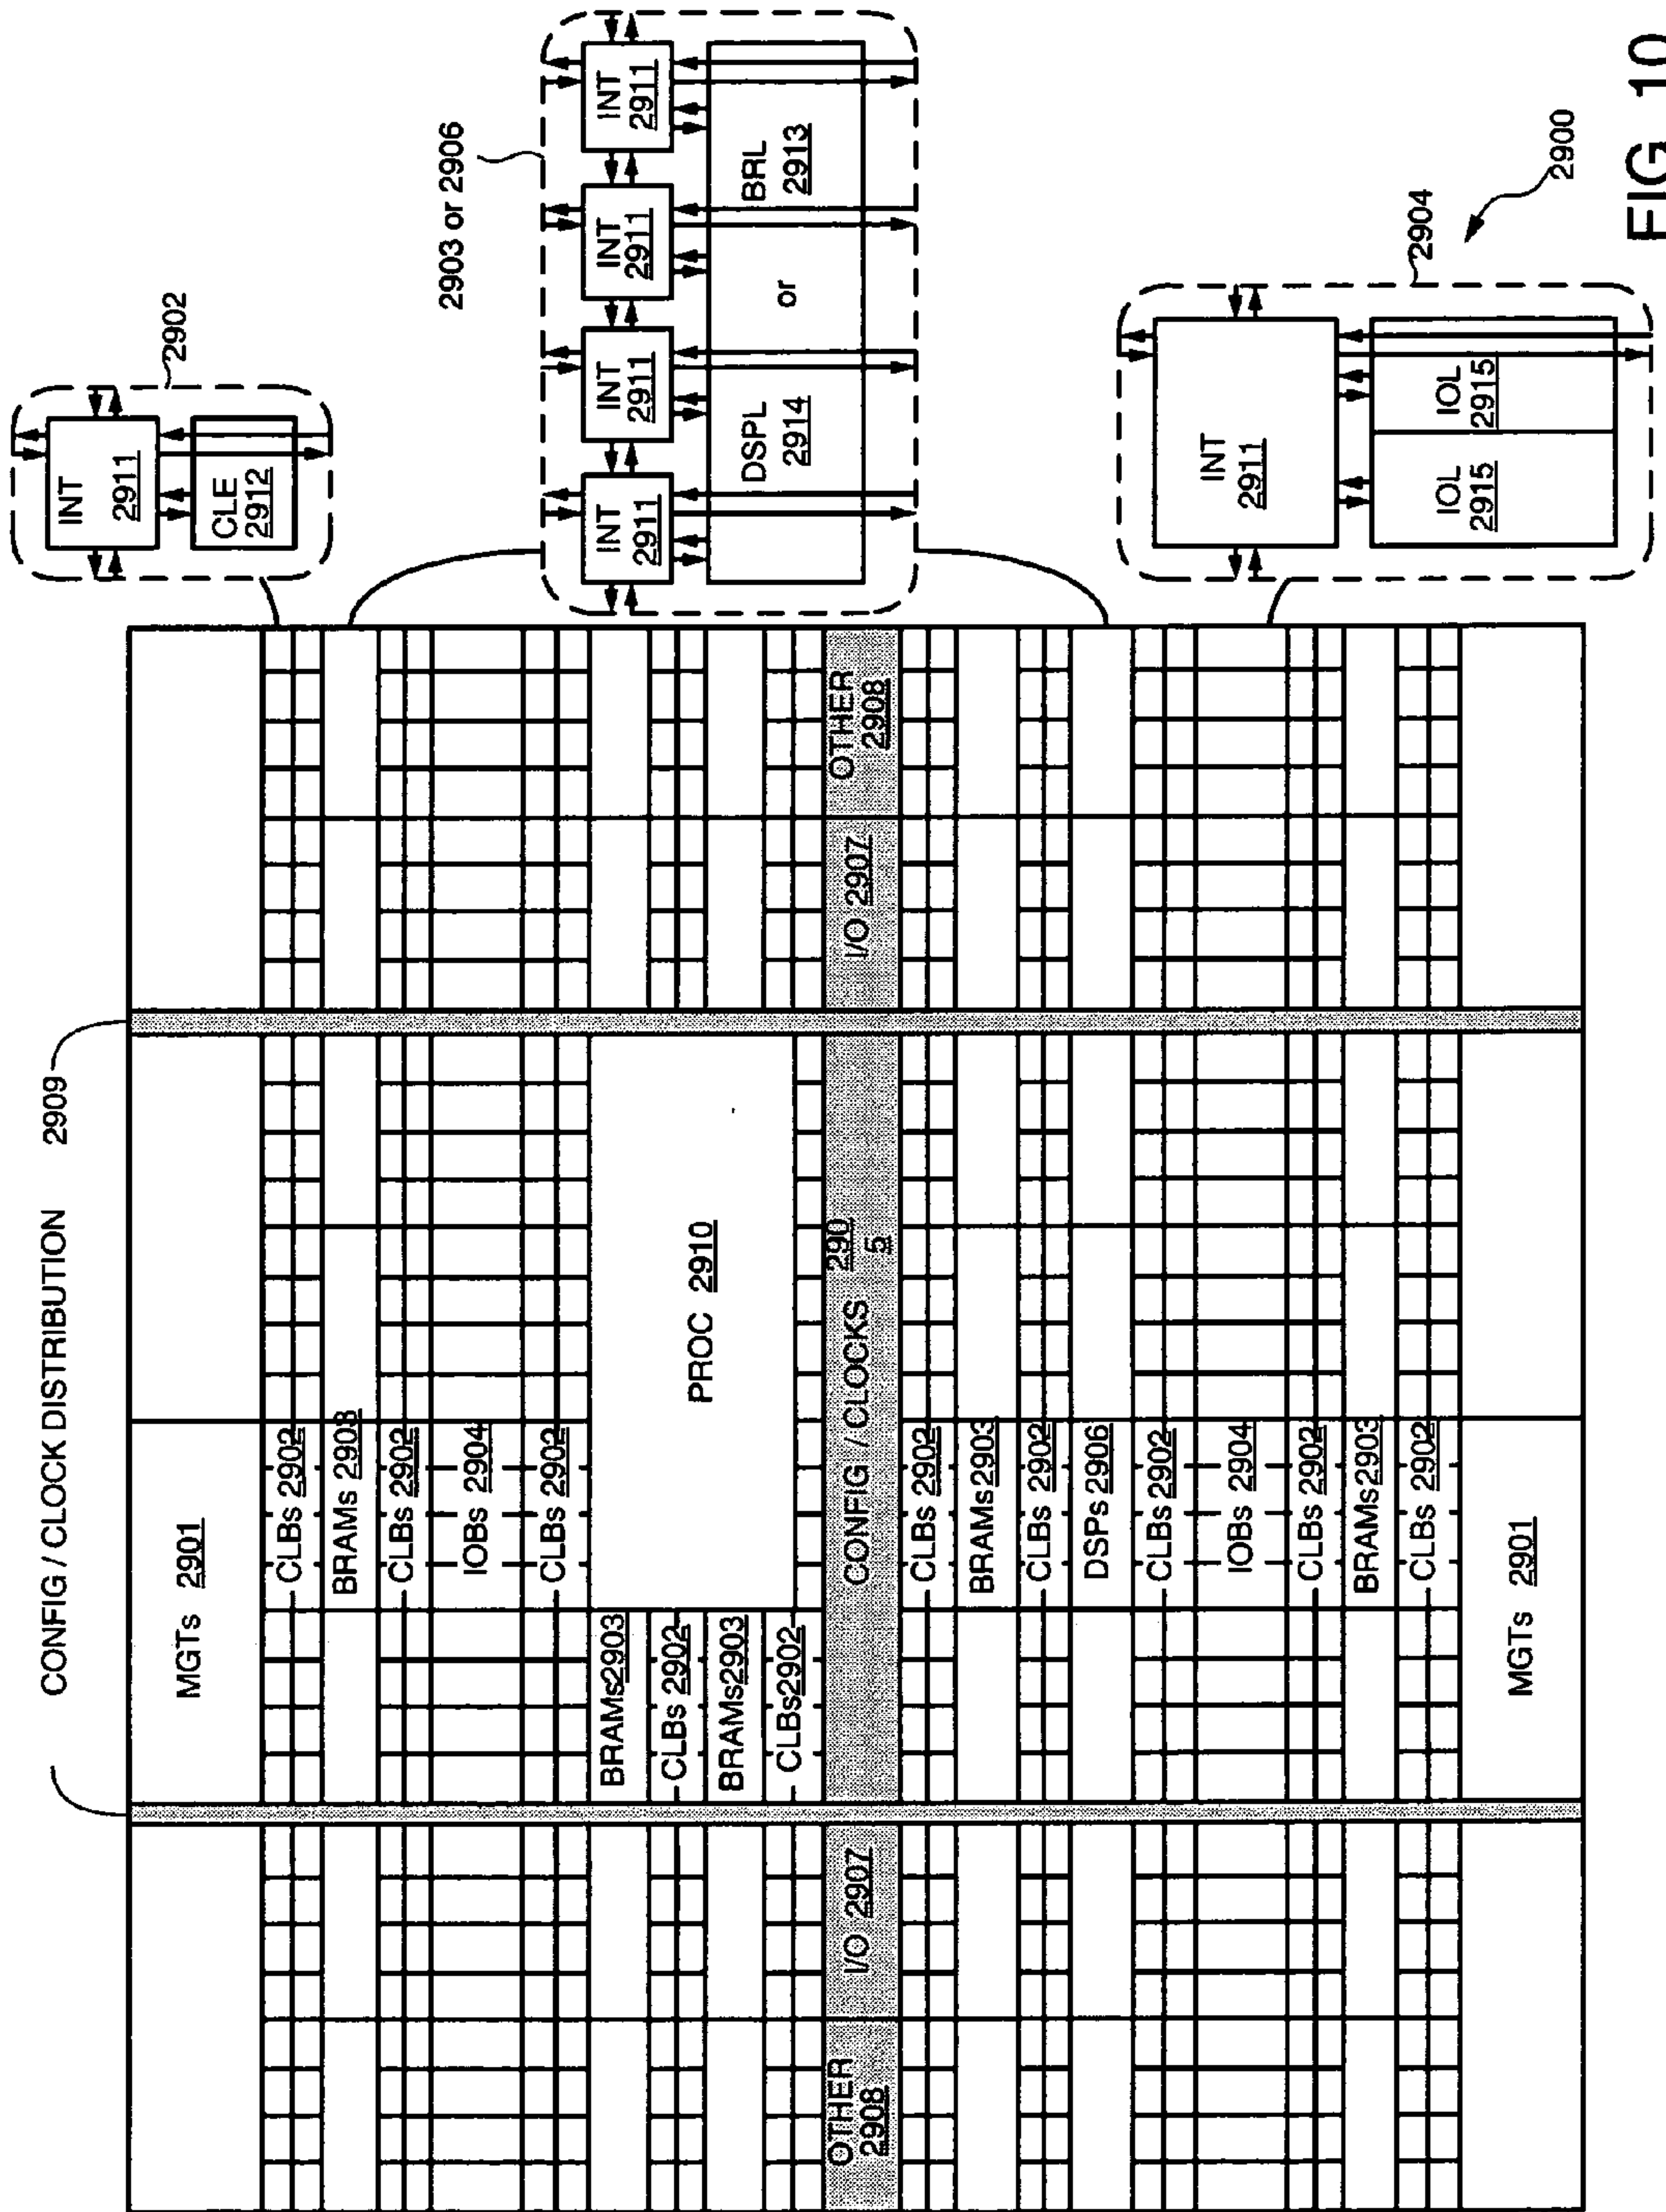 CONFIG / CLOCK DISTRIBUTION 2909
MGTs 2901
CLBs 2902
BRAMs 2903
CLBs 2902
IOBs 2904
CLBs 2902
BRAMs 2903
CLBs 2902
BRAMs 2903
CLBs 2902
PROC 2910
OTHER
2908
I/O 2907
CONFIG / CLOCKS 290
5
I/O 2907
OTHER
2908
CLBs 2902
BRAMs 2903
CLBs 2902
DSPs 2906
CLBs 2902
IOBs 2904
CLBs 2902
BRAMs 2903
CLBs 2902
MGTs 2901
2902
INT
2911
CLE
2912
2903 or 2906
INT
2911
INT
2911
INT
2911
INT
2911
DSPL
2914
or
BRL
2913
2904
INT
2911
IOL
2915
IOL
2915
2900
FIG 10